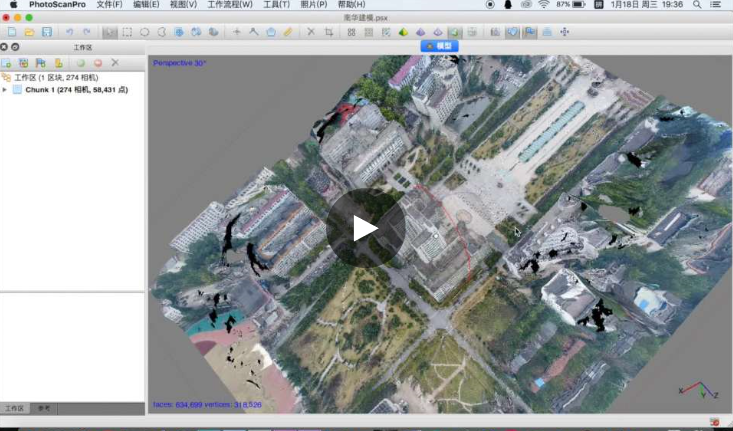 PhotoScanPro 文件(F) 编辑(E) 视图(V) 工作流程(W) 工具(T) 照片(P) 帮助(H) 87% 1月18日 周三 19:36
南华建模.psx
工作区
模型
Perspective 30°
工作区 (1 区块, 274 相机)
Chunk 1 (274 相机, 58,431 点)
X Y Z
faces: 634,699 vertices: 318,526
工作区 参考